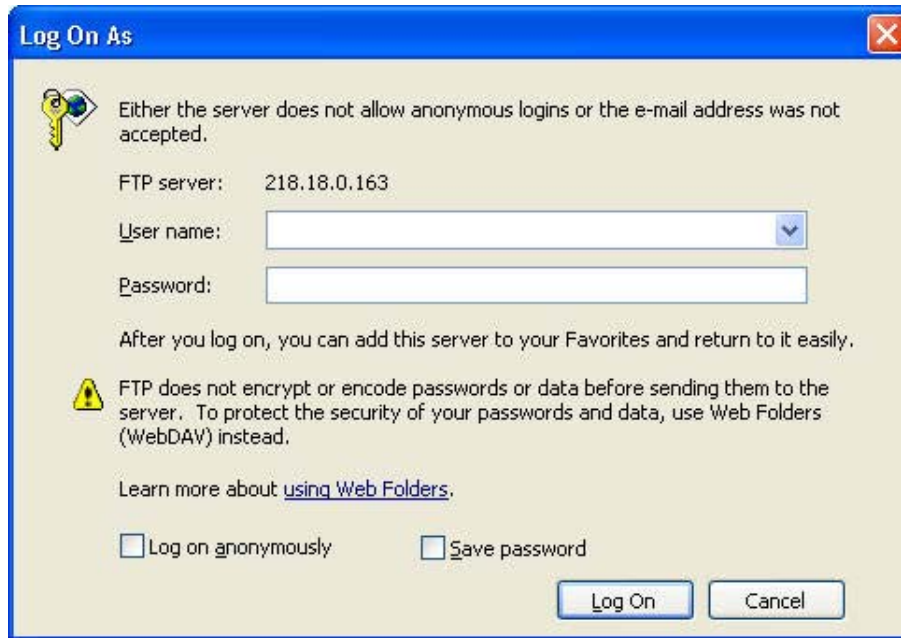 Log On As
Either the server does not allow anonymous logins or the e-mail address was not
accepted.
FTP server: 218.18.0.163
User name:
Password:
After you log on, you can add this server to your Favorites and return to it easily.
FTP does not encrypt or encode passwords or data before sending them to the
server. To protect the security of your passwords and data, use Web Folders
(WebDAV) instead.
Learn more about using Web Folders.
Log on anonymously Save password
Log On Cancel